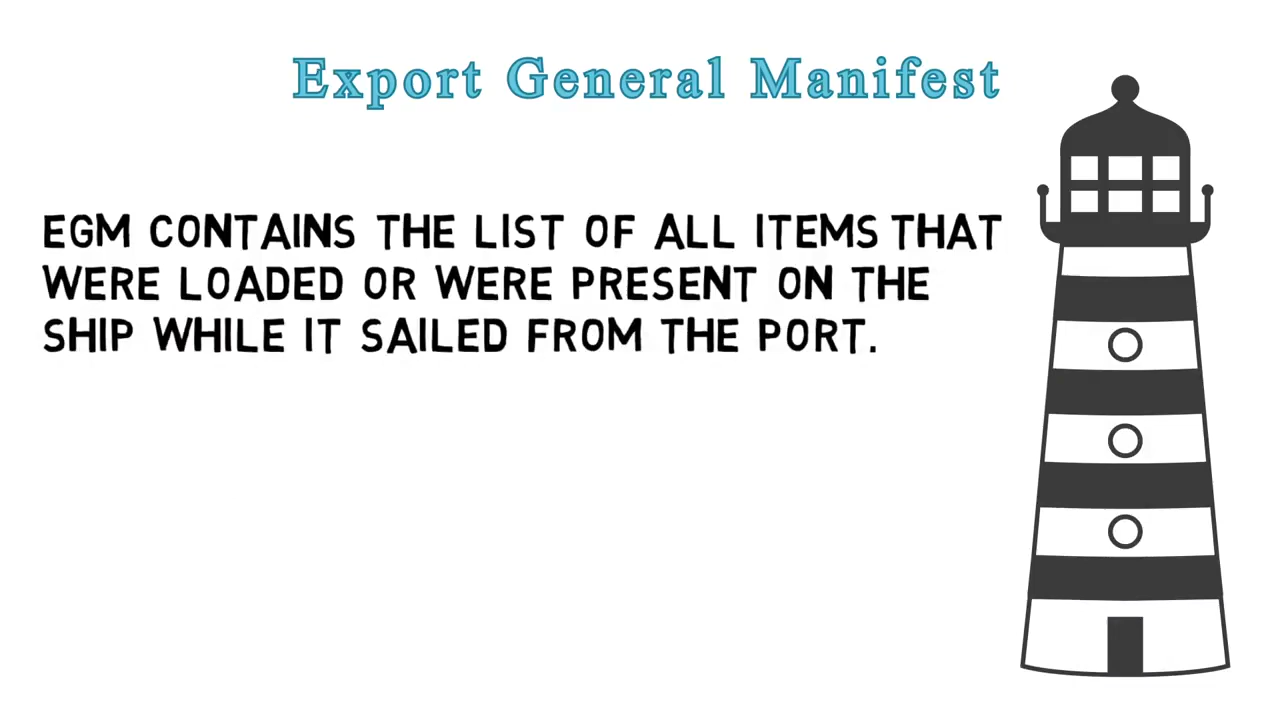 Export General Manifest
EGM CONTAINS THE LIST OF ALL ITEMS THAT
WERE LOADED OR WERE PRESENT ON THE
SHIP WHILE IT SAILED FROM THE PORT.